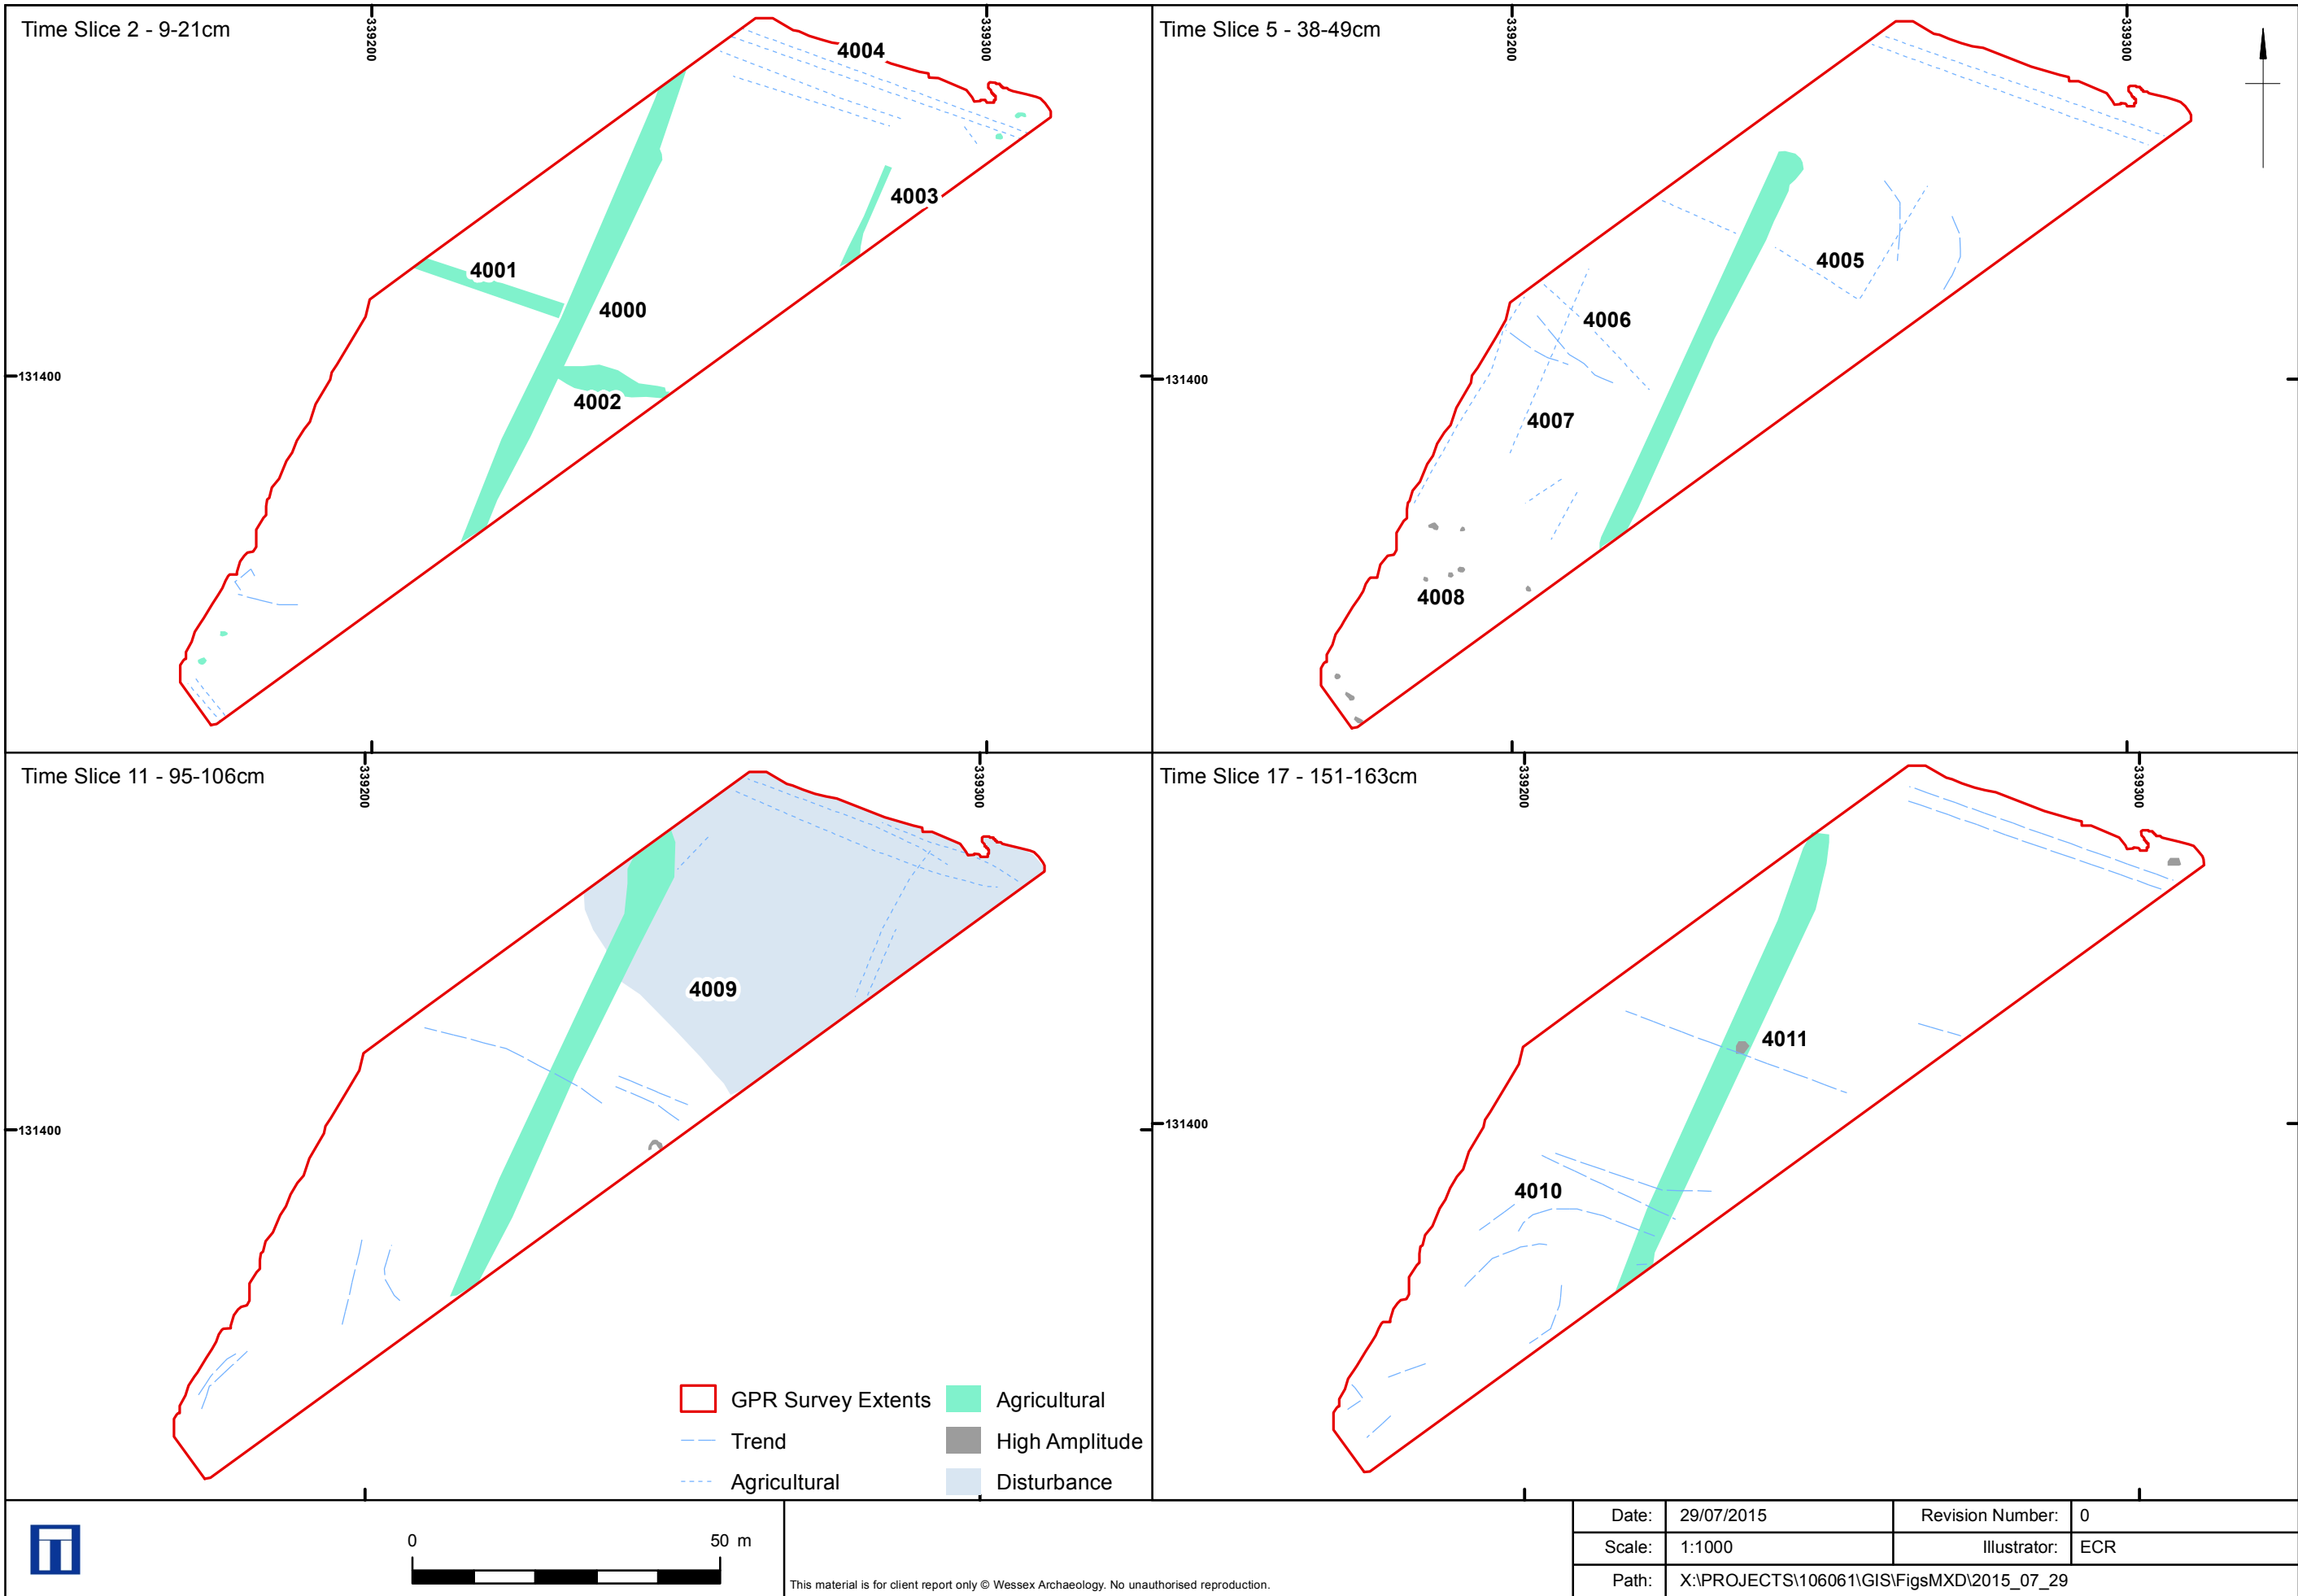 Time Slice 2 - 9-21cm
339200
339300
4004
4003
4001
4000
4002
131400
Time Slice 5 - 38-49cm
339200
339300
4005
4006
4007
4008
131400
Time Slice 11 - 95-106cm
339200
339300
4009
131400
GPR Survey Extents
Trend
Agricultural
Agricultural
High Amplitude
Disturbance
Time Slice 17 - 151-163cm
339200
339300
4011
4010
131400
0 50 m
This material is for client report only © Wessex Archaeology. No unauthorised reproduction.
Date: 29/07/2015 Revision Number: 0
Scale: 1:1000 Illustrator: ECR
Path: X:\PROJECTS\106061\GIS\FigsMXD\2015_07_29